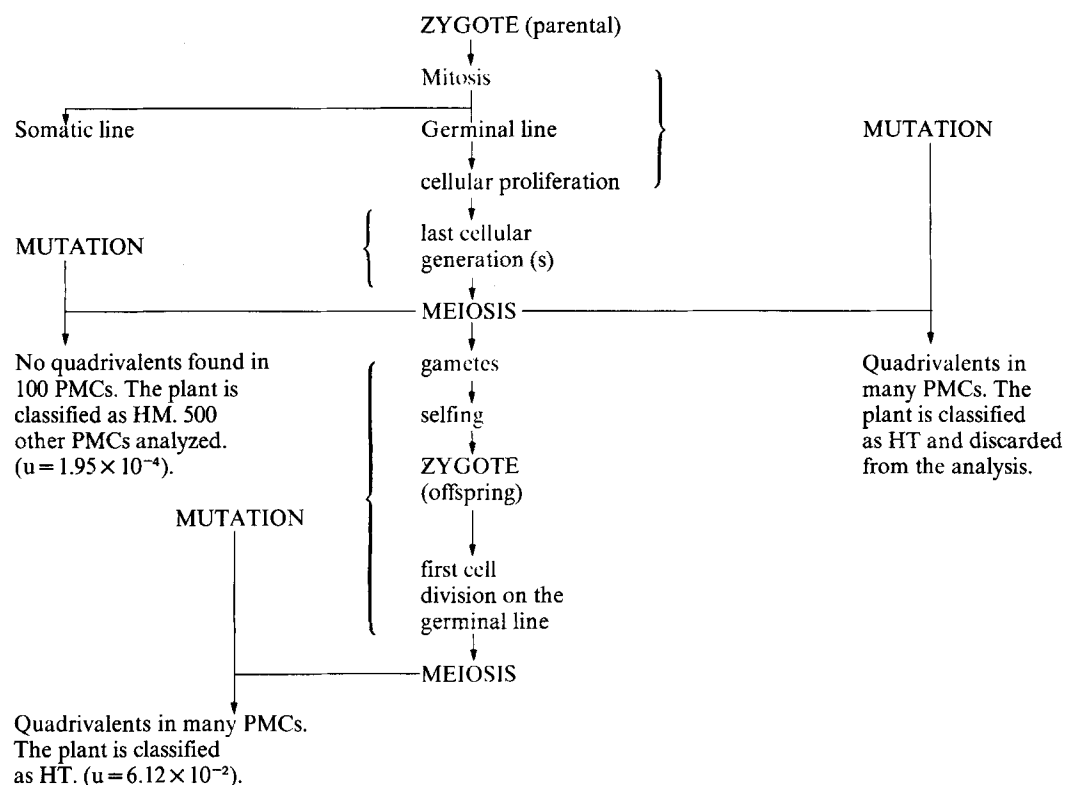 ZYGOTE (parental)
Mitosis
Somatic line
Germinal line
MUTATION
cellular proliferation
last cellular
generation (s)
MUTATION
MEIOSIS
No quadrivalents found in
100 PMCs. The plant is
classified as HM. 500
other PMCs analyzed.
(u = 1.95 × 10⁻⁴).
gametes
selfing
ZYGOTE
(offspring)
Quadrivalents in
many PMCs. The
plant is classified
as HT and discarded
from the analysis.
MUTATION
first cell
division on the
germinal line
MEIOSIS
Quadrivalents in many PMCs.
The plant is classified
as HT. (u = 6.12 × 10⁻²).